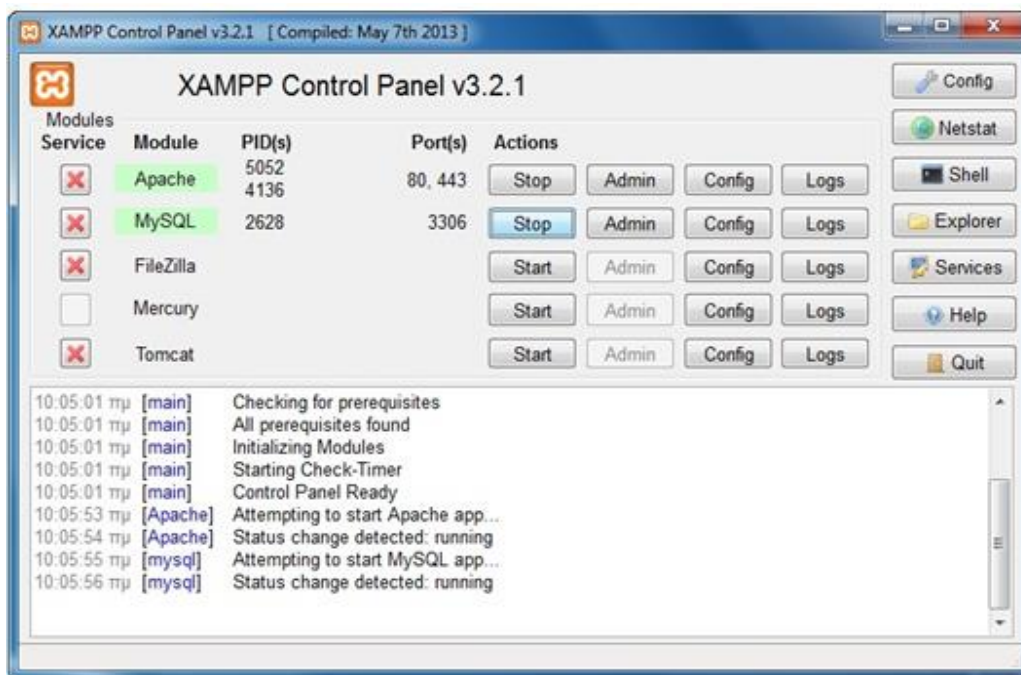 XAMPP Control Panel v3.2.1 [ Compiled: May 7th 2013 ]
XAMPP Control Panel v3.2.1
Modules
Service Module PID(s) Port(s) Actions
Apache 5052 4136 80, 443 Stop Admin Config Logs
MySQL 2628 3306 Stop Admin Config Logs
FileZilla Start Admin Config Logs
Mercury Start Admin Config Logs
Tomcat Start Admin Config Logs
Config
Netstat
Shell
Explorer
Services
Help
Quit
10:05:01 πμ [main] Checking for prerequisites
10:05:01 πμ [main] All prerequisites found
10:05:01 πμ [main] Initializing Modules
10:05:01 πμ [main] Starting Check-Timer
10:05:01 πμ [main] Control Panel Ready
10:05:53 πμ [Apache] Attempting to start Apache app...
10:05:54 πμ [Apache] Status change detected: running
10:05:55 πμ [mysql] Attempting to start MySQL app...
10:05:56 πμ [mysql] Status change detected: running